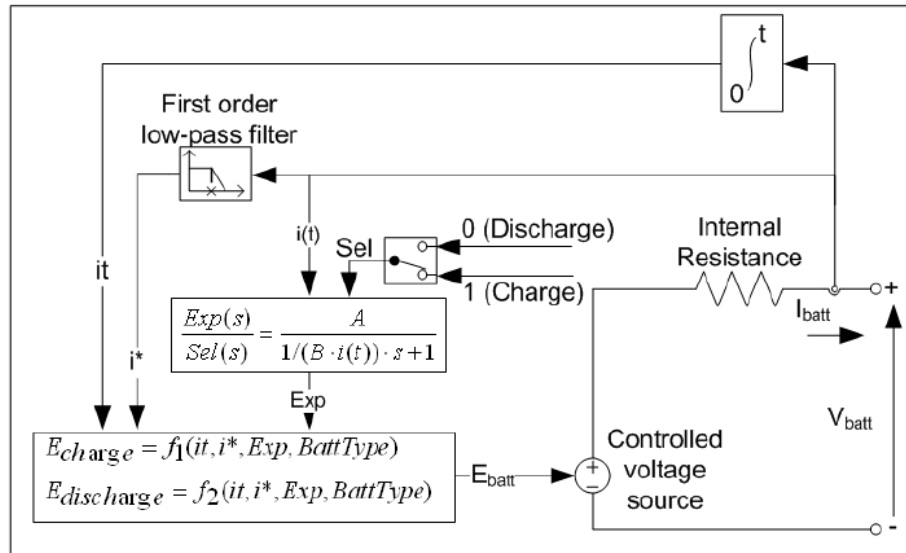 t
0
First order
low-pass filter
i(t)
Sel
0 (Discharge)
1 (Charge)
Internal
Resistance
+
I_batt
it
i*
Exp(s)/Sel(s) = A/(1/(B·i(t))·s+1)
Exp
V_batt
E_charge = f_1(it, i*, Exp, BattType)
E_discharge = f_2(it, i*, Exp, BattType)
E_batt
+
−
Controlled
voltage
source
-